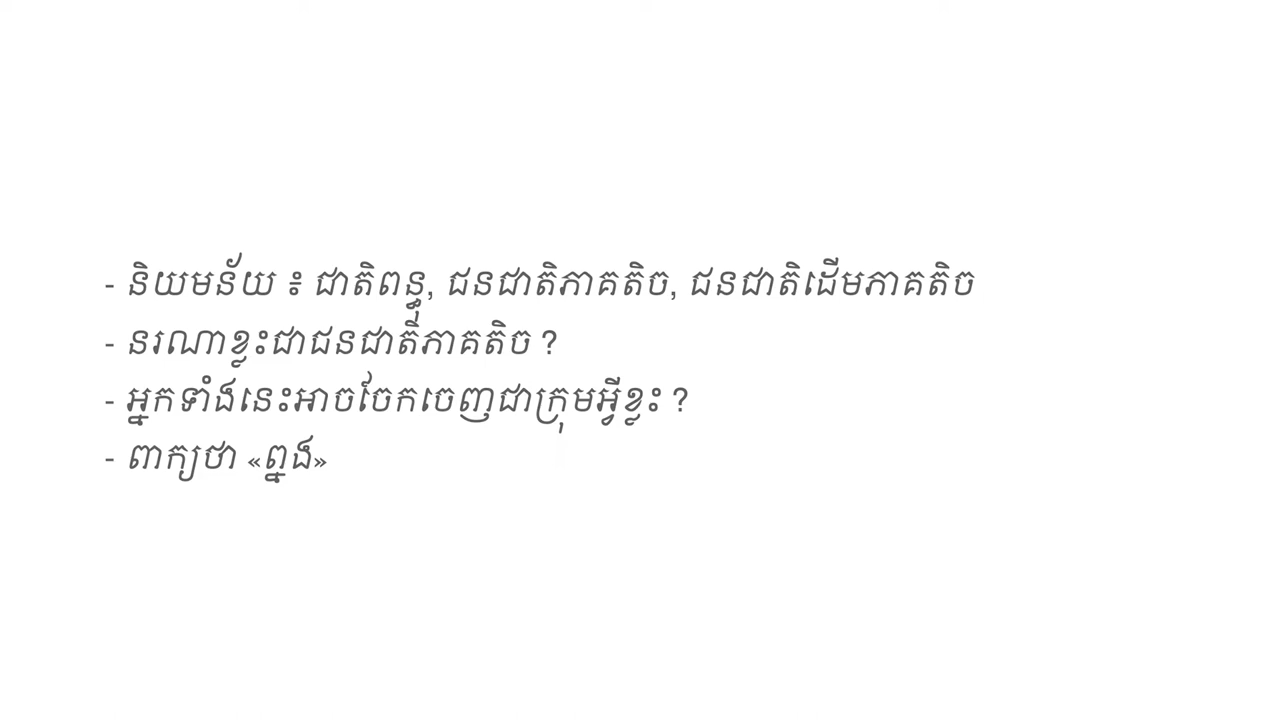 - និយមន័យ ៖ ជាតិពន្ធុ, ជនជាតិភាគតិច, ជនជាតិដើមភាគតិច
- នរណាខ្លះជាជនជាតិភាគតិច ?
- អ្នកទាំងនេះអាចចែកចេញជាក្រុមអ្វីខ្លះ ?
- ពាក្យថា «ព្នង»